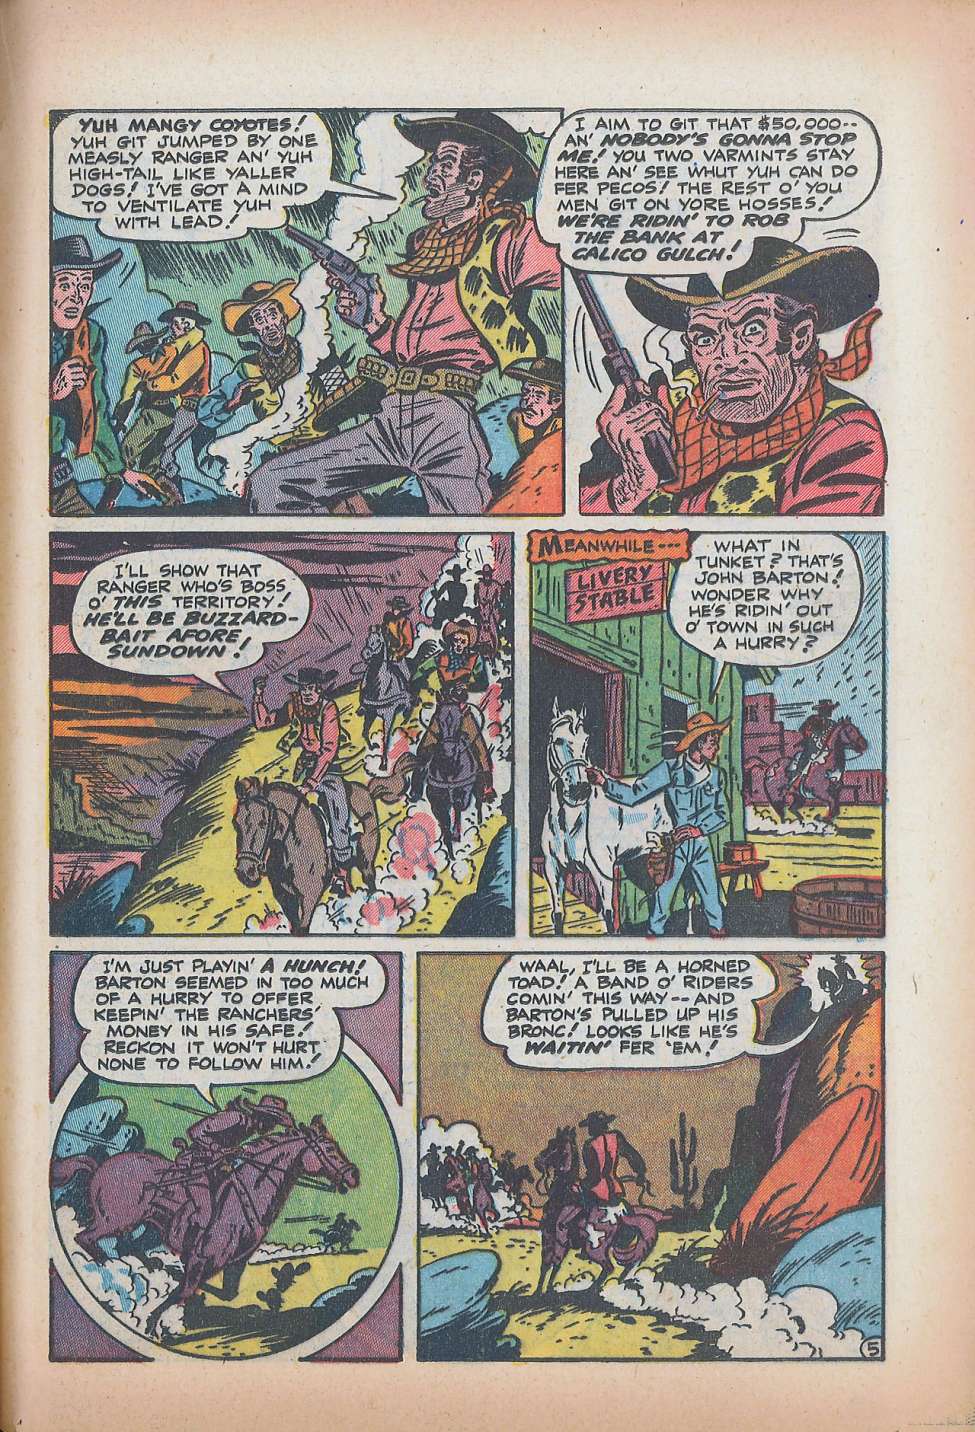 YUH MANGY COYOTES!
YUH GIT JUMPED BY ONE
MEASLY RANGER AN' YUH
HIGH-TAIL LIKE YALLER
DOGS! I'VE GOT A MIND
TO VENTILATE YUH
WITH LEAD!
I AIM TO GIT THAT $50,000--
AN' NOBODY'S GONNA STOP
ME! YOU TWO VARMINTS STAY
HERE AN' SEE WHUT YUH CAN DO
FER PECOS! THE REST O' YOU
MEN GIT ON YORE HOSSES!
WE'RE RIDIN' TO ROB
THE BANK AT
CALICO GULCH!
I'LL SHOW THAT
RANGER WHO'S BOSS
O' THIS TERRITORY!
HE'LL BE BUZZARD-
BAIT AFORE
SUNDOWN!
MEANWHILE---
LIVERY
STABLE
WHAT IN
TUNKET? THAT'S
JOHN BARTON!
WONDER WHY
HE'S RIDIN' OUT
O' TOWN IN SUCH
A HURRY?
I'M JUST PLAYIN' A HUNCH!
BARTON SEEMED IN TOO MUCH
OF A HURRY TO OFFER
KEEPIN' THE RANCHERS'
MONEY IN HIS SAFE!
RECKON IT WON'T HURT
NONE TO FOLLOW HIM!
WAAL, I'LL BE A HORNED
TOAD! A BAND O' RIDERS
COMIN' THIS WAY--AND
BARTON'S PULLED UP HIS
BRONC! LOOKS LIKE HE'S
WAITIN' FER 'EM!
5